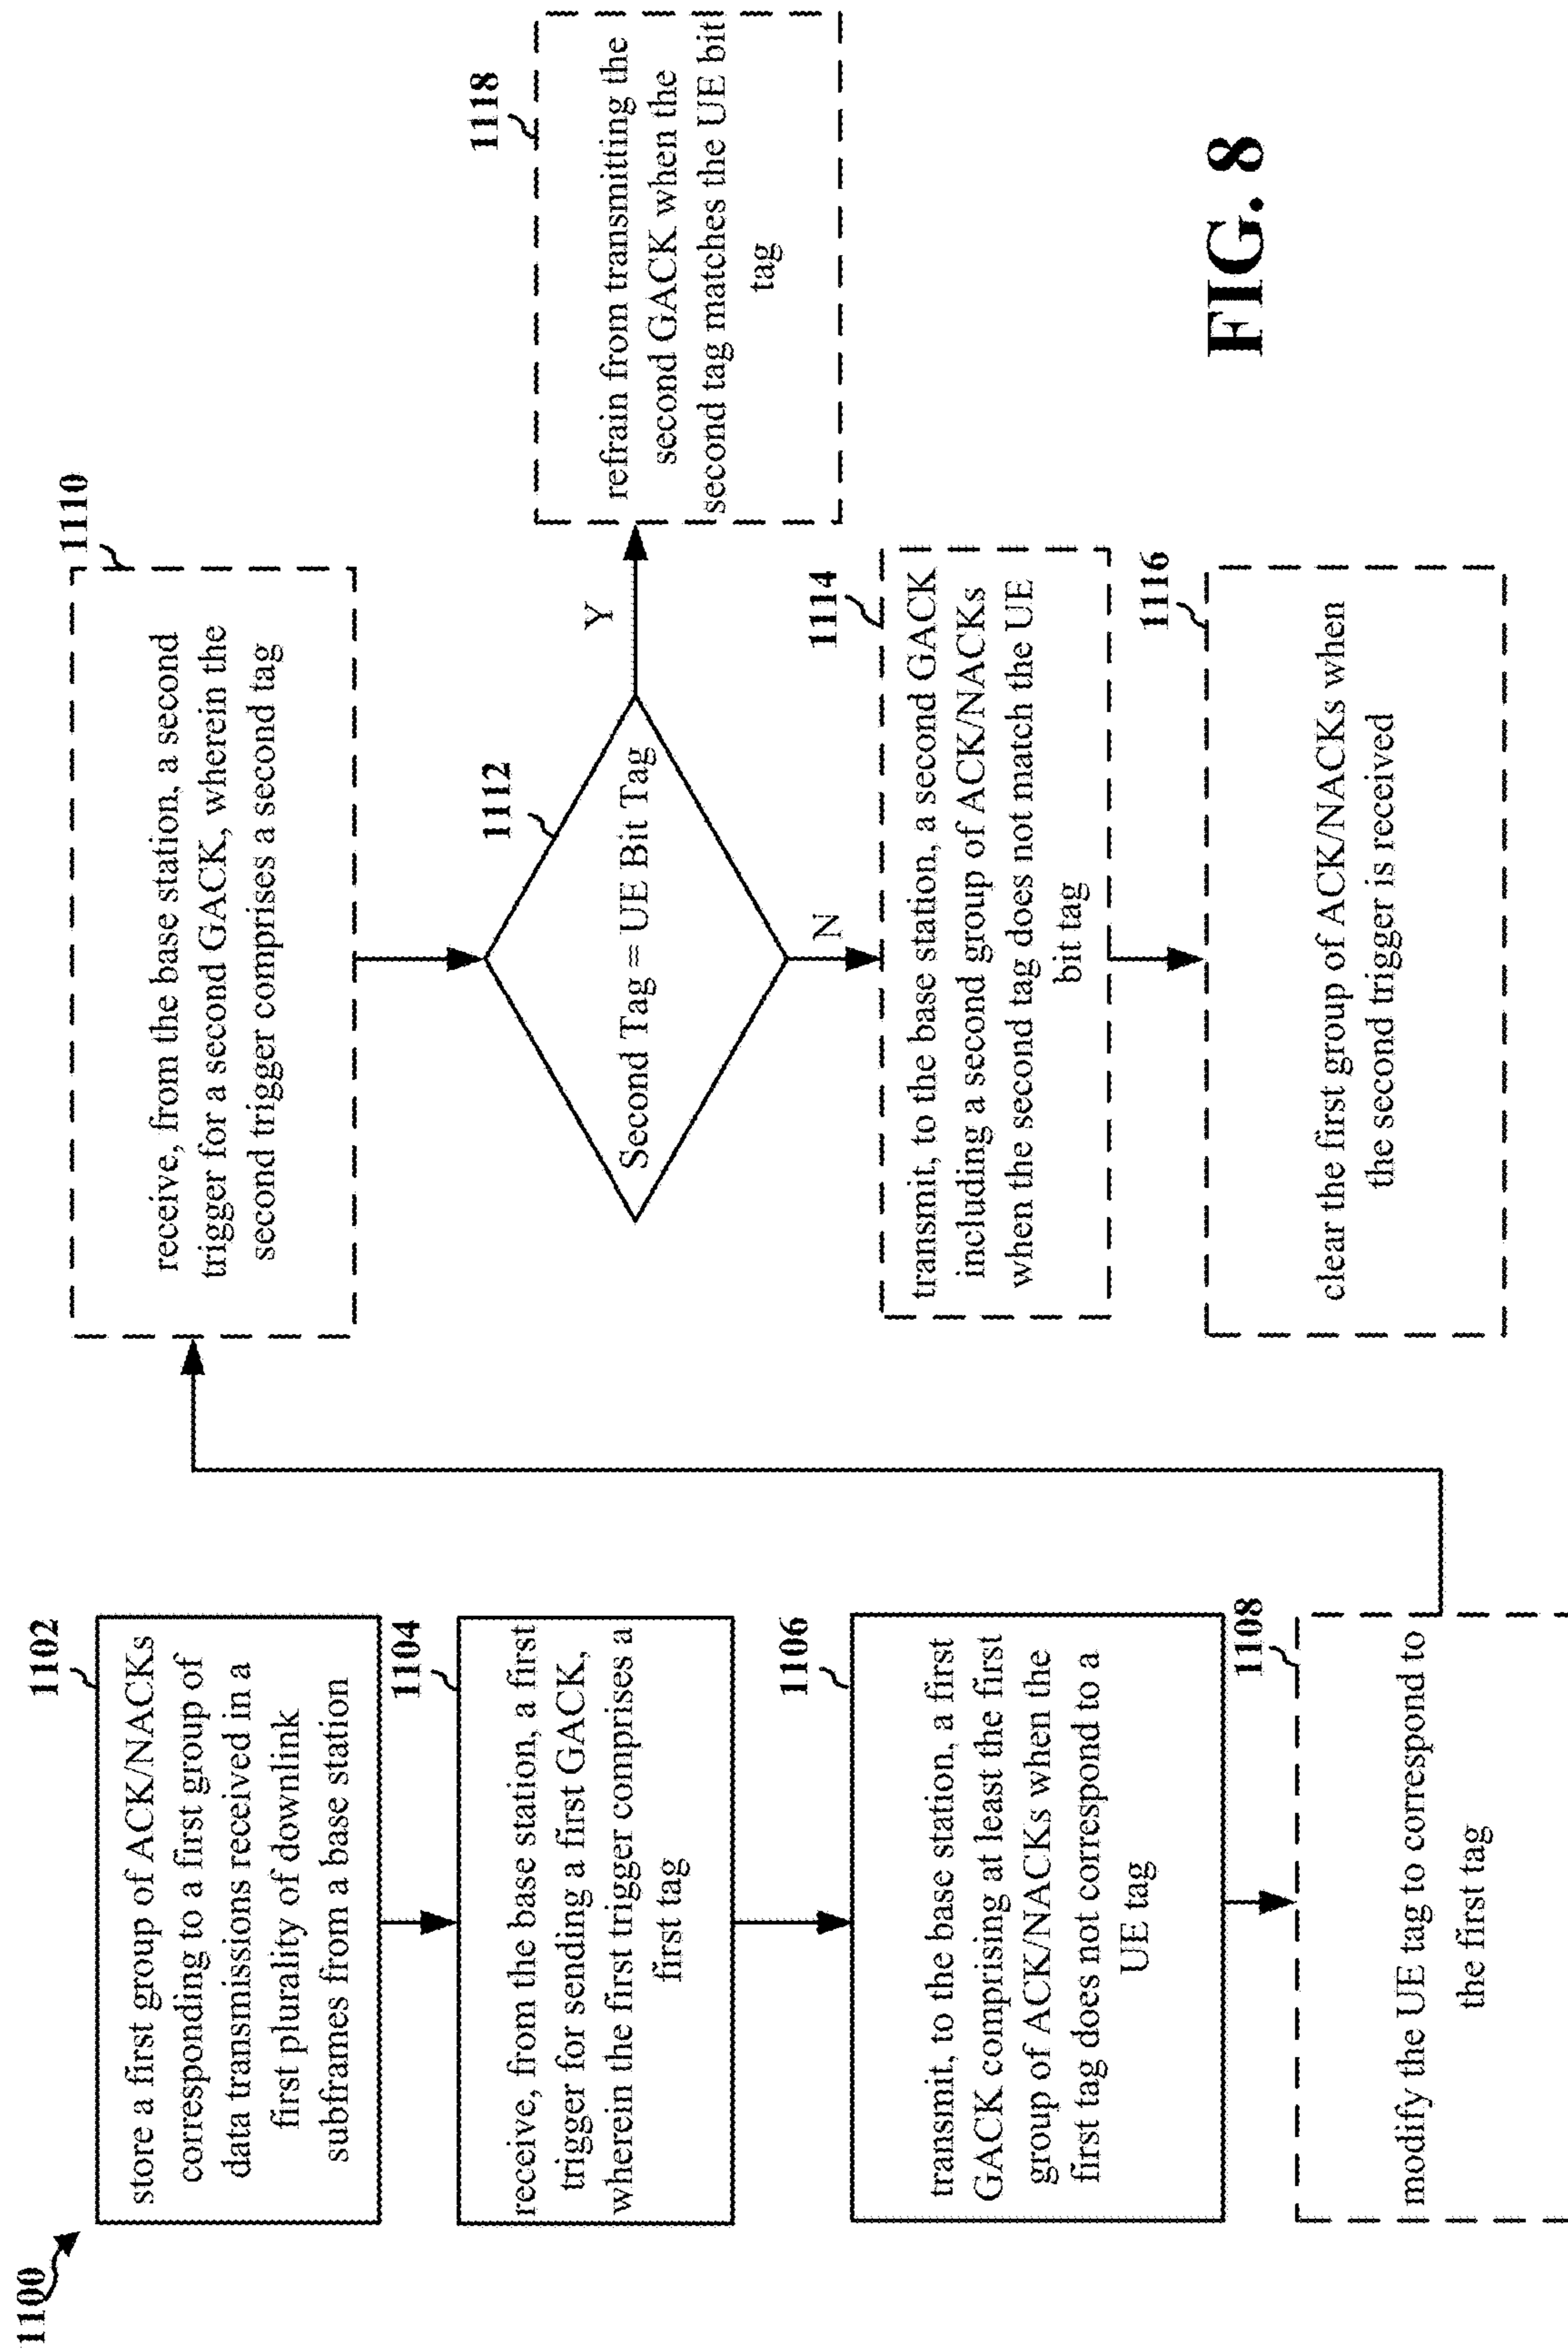 1100
1102
store a first group of ACK/NACKs
corresponding to a first group of
data transmissions received in a
first plurality of downlink
subframes from a base station
1104
receive, from the base station, a first
trigger for sending a first GACK,
wherein the first trigger comprises a
first tag
1106
transmit, to the base station, a first
GACK comprising at least the first
group of ACK/NACKs when the
first tag does not correspond to a
UE tag
1108
modify the UE tag to correspond to
the first tag
1110
receive, from the base station, a second
trigger for a second GACK, wherein the
second trigger comprises a second tag
1112
Second Tag = UE Bit Tag
Y
N
1114
transmit, to the base station, a second GACK
including a second group of ACK/NACKs
when the second tag does not match the UE
bit tag
1116
clear the first group of ACK/NACKs when
the second trigger is received
1118
refrain from transmitting the
second GACK when the
second tag matches the UE bit
tag
FIG. 8